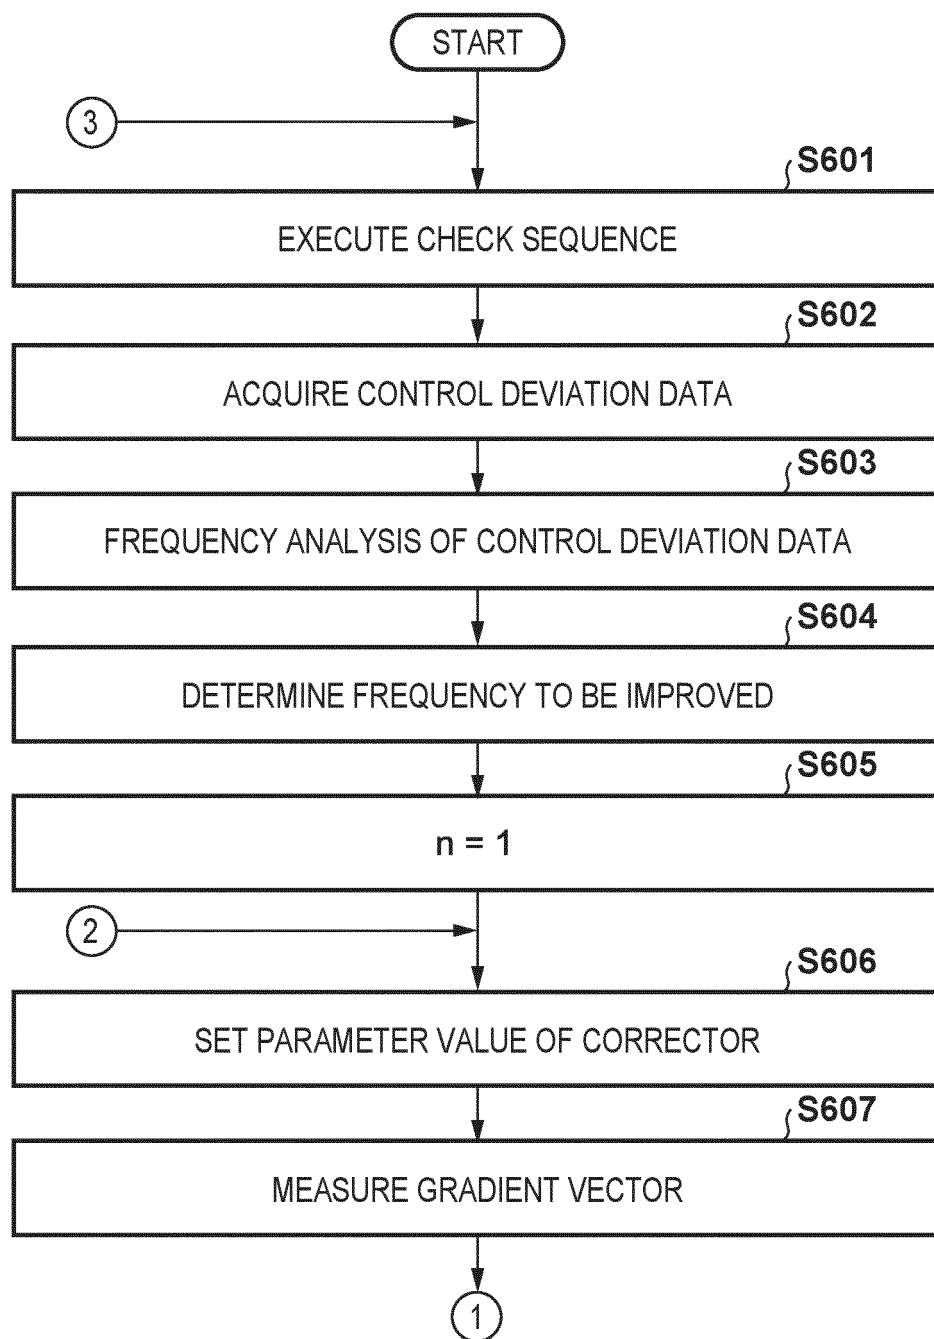 START
3
S601
EXECUTE CHECK SEQUENCE
S602
ACQUIRE CONTROL DEVIATION DATA
S603
FREQUENCY ANALYSIS OF CONTROL DEVIATION DATA
S604
DETERMINE FREQUENCY TO BE IMPROVED
S605
n = 1
2
S606
SET PARAMETER VALUE OF CORRECTOR
S607
MEASURE GRADIENT VECTOR
1